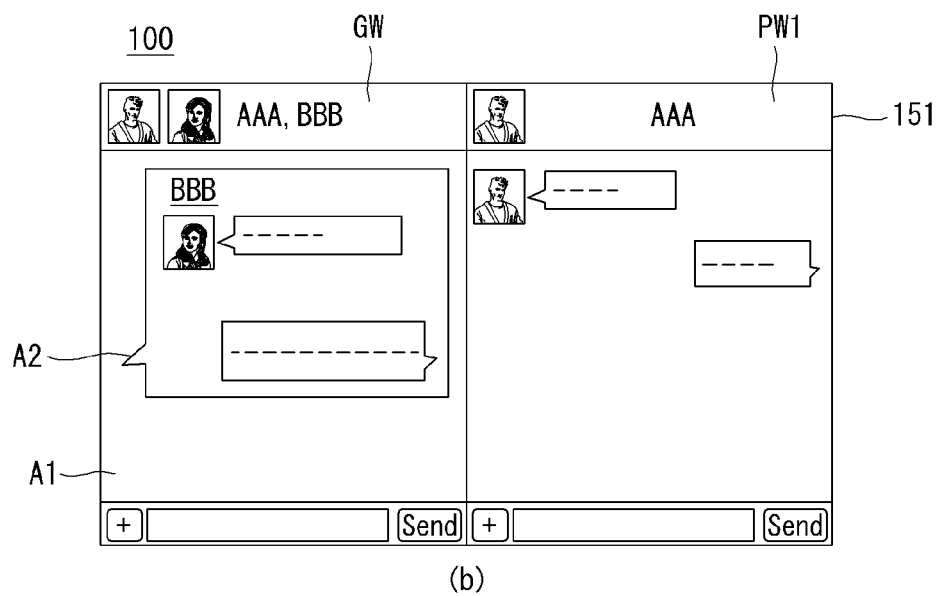 100
GW
PW1
AAA, BBB
AAA
151
BBB
A2
A1
+
Send
+
Send
(b)